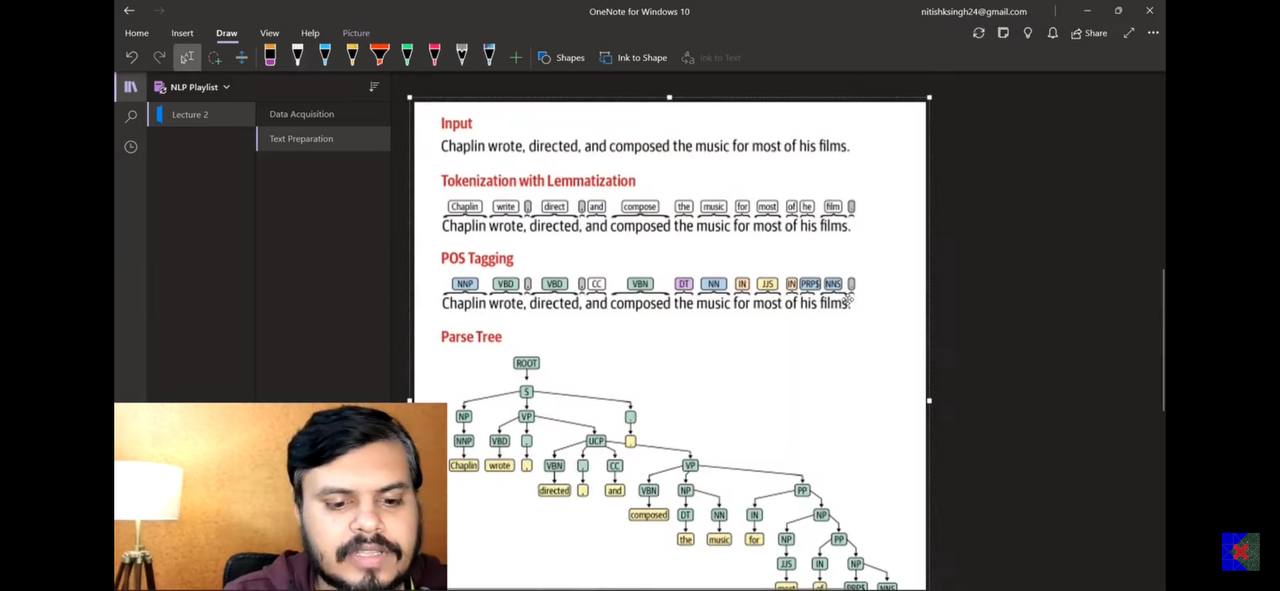 OneNote for Windows 10
nitishksingh24@gmail.com
Home Insert Draw View Help Picture
Share
Shapes Ink to Shape Ink to Text
NLP Playlist
Lecture 2
Data Acquisition
Text Preparation
Input
Chaplin wrote, directed, and composed the music for most of his films.
Tokenization with Lemmatization
Chaplin write , direct , and compose the music for most of he film .
Chaplin wrote, directed, and composed the music for most of his films.
POS Tagging
NNP VBD , VBD , CC VBN DT NN IN JJS IN PRP$ NNS .
Chaplin wrote, directed, and composed the music for most of his films.
Parse Tree
ROOT
S
NP VP .
NNP VBD , UCP .
Chaplin wrote , VBN , CC VP
directed , and VBN NP PP
composed DT NN IN NP
the music for NP PP
JJS IN NP
most of PRP$ NNS